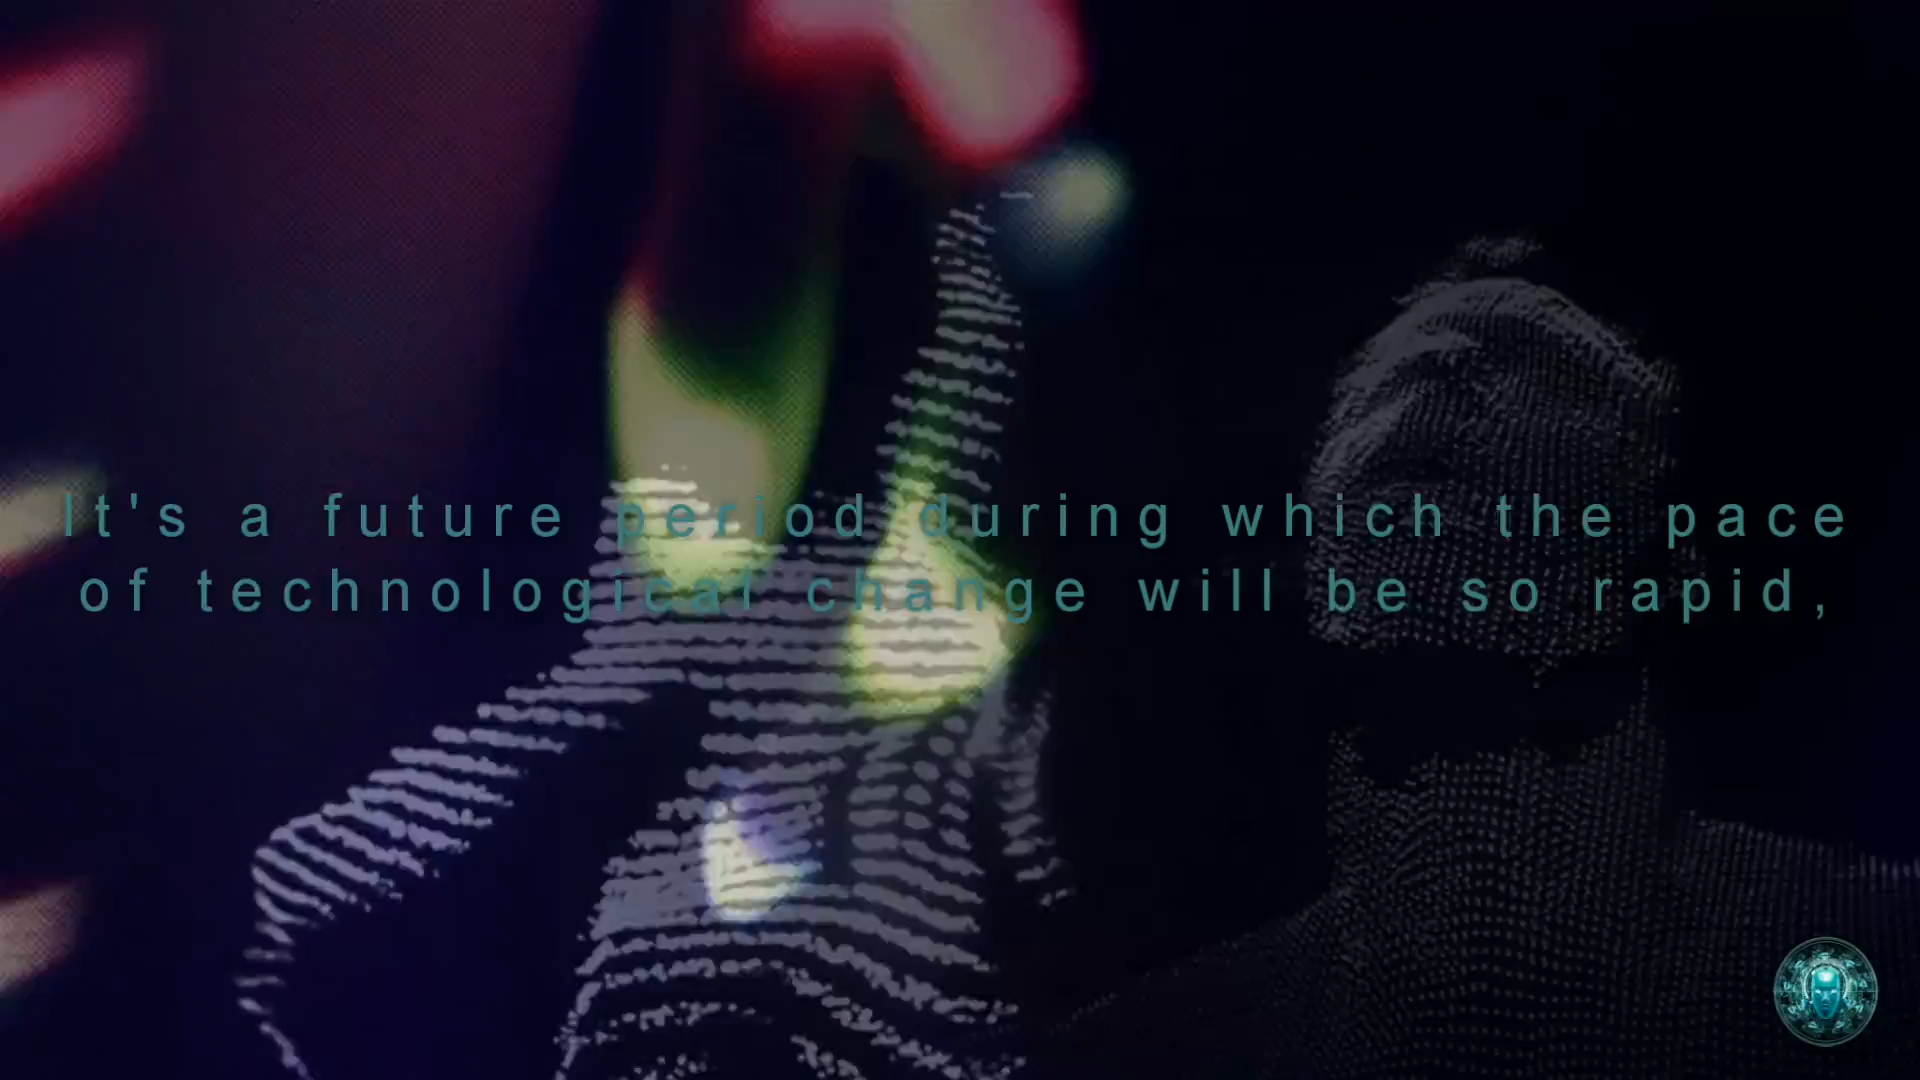 It's a future period during which the pace
of technological change will be so rapid,